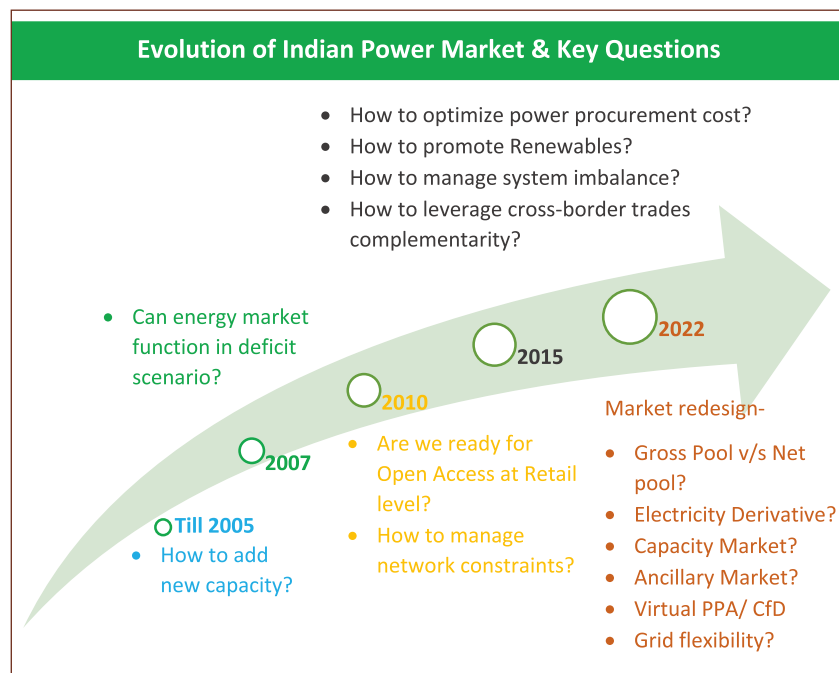 Evolution of Indian Power Market & Key Questions
• How to optimize power procurement cost?
• How to promote Renewables?
• How to manage system imbalance?
• How to leverage cross-border trades
complementarity?
• Can energy market
function in deficit
scenario?
2022
2015
2010
2007
Till 2005
• How to add
new capacity?
• Are we ready for
Open Access at Retail
level?
• How to manage
network constraints?
Market redesign-
• Gross Pool v/s Net
pool?
• Electricity Derivative?
• Capacity Market?
• Ancillary Market?
• Virtual PPA/ CfD
• Grid flexibility?